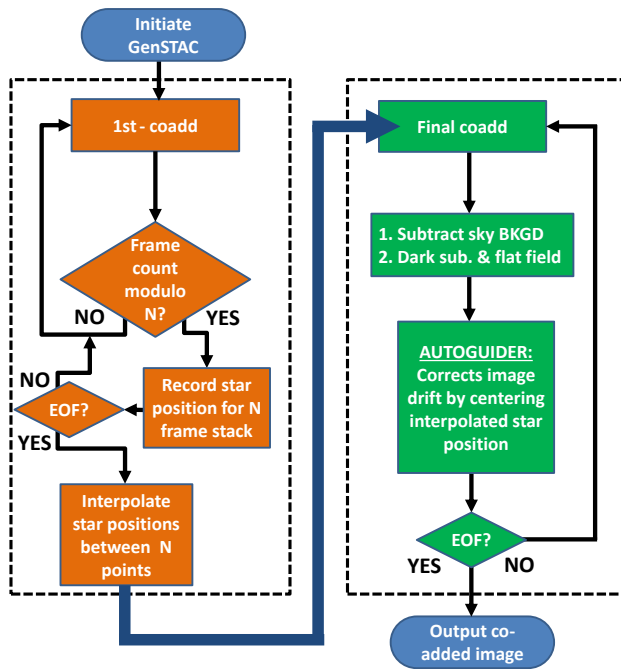 Initiate
GenSTAC
1st - coadd
Frame
count
modulo
N?
NO
YES
Record star
position for N
frame stack
NO
EOF?
YES
Interpolate
star positions
between N
points
Final coadd
1. Subtract sky BKGD
2. Dark sub. & flat field
AUTOGUIDER:
Corrects image
drift by centering
interpolated star
position
EOF?
YES
NO
Output co-
added image